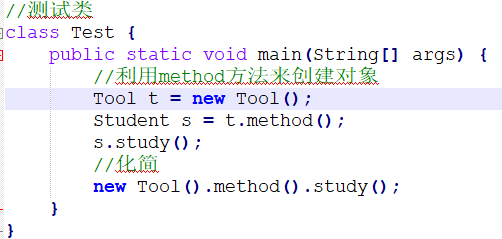 //测试类
class Test {
    public static void main(String[] args) {
        //利用method方法来创建对象
        Tool t = new Tool();
        Student s = t.method();
        s.study();
        //化简
        new Tool().method().study();
    }
}